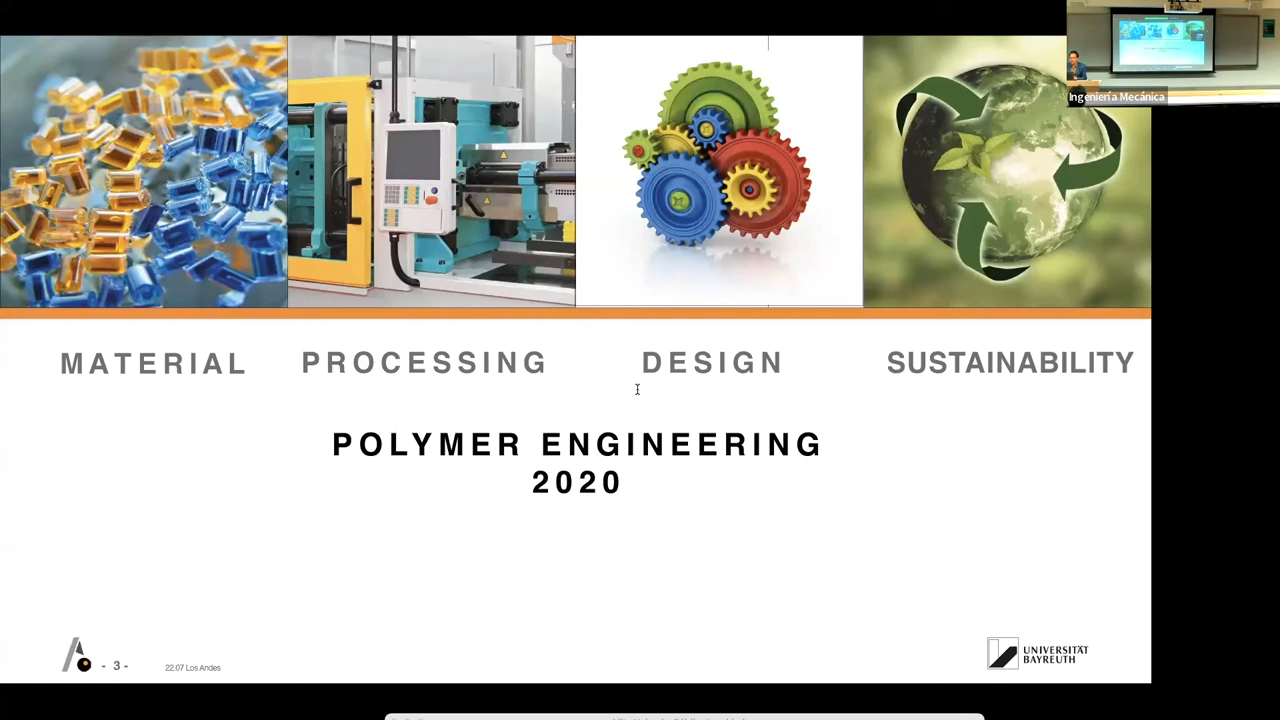 Ingeniería Mecánica
MATERIAL
PROCESSING
DESIGN
SUSTAINABILITY
POLYMER ENGINEERING
2020
- 3 -
22.07 Los Andes
UNIVERSITÄT
BAYREUTH